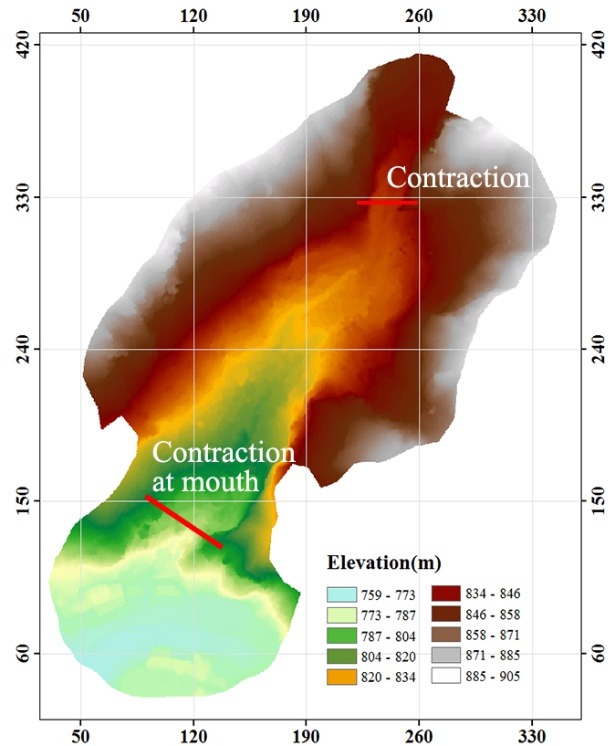 50 120 190 260 330
420 420
Contraction
330 330
240 240
Contraction
at mouth
150 150
Elevation(m)
759 - 773 834 - 846
773 - 787 846 - 858
787 - 804 858 - 871
804 - 820 871 - 885
820 - 834 885 - 905
60 60
50 120 190 260 330